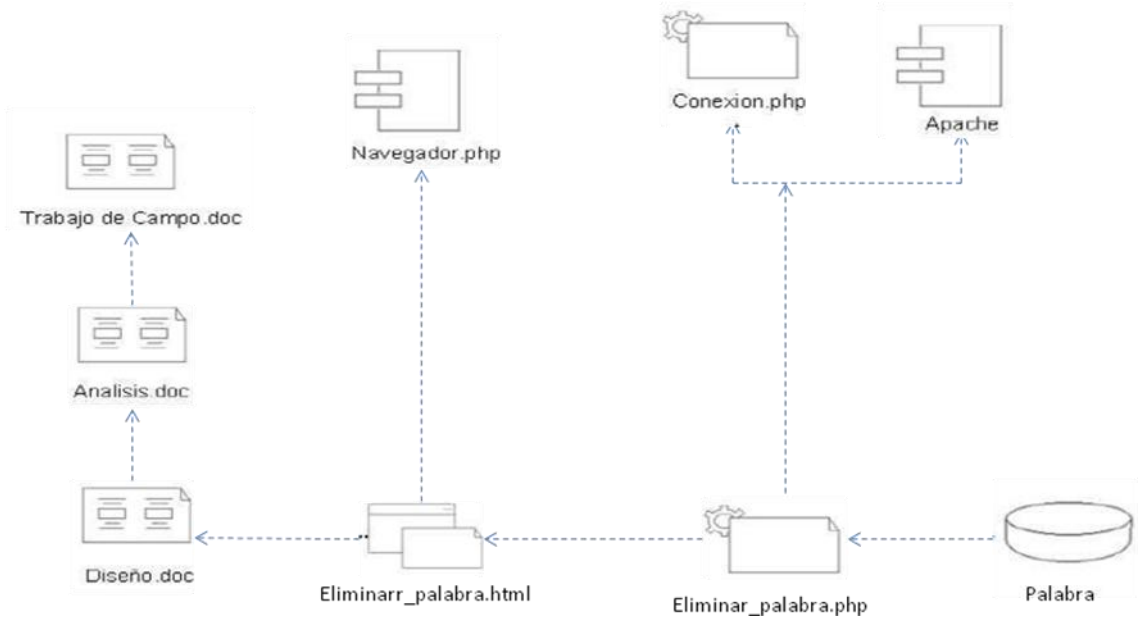 Conexion.php
Apache
Navegador.php
Trabajo de Campo.doc
Analisis.doc
Diseño.doc
Eliminarr_palabra.html
Eliminar_palabra.php
Palabra